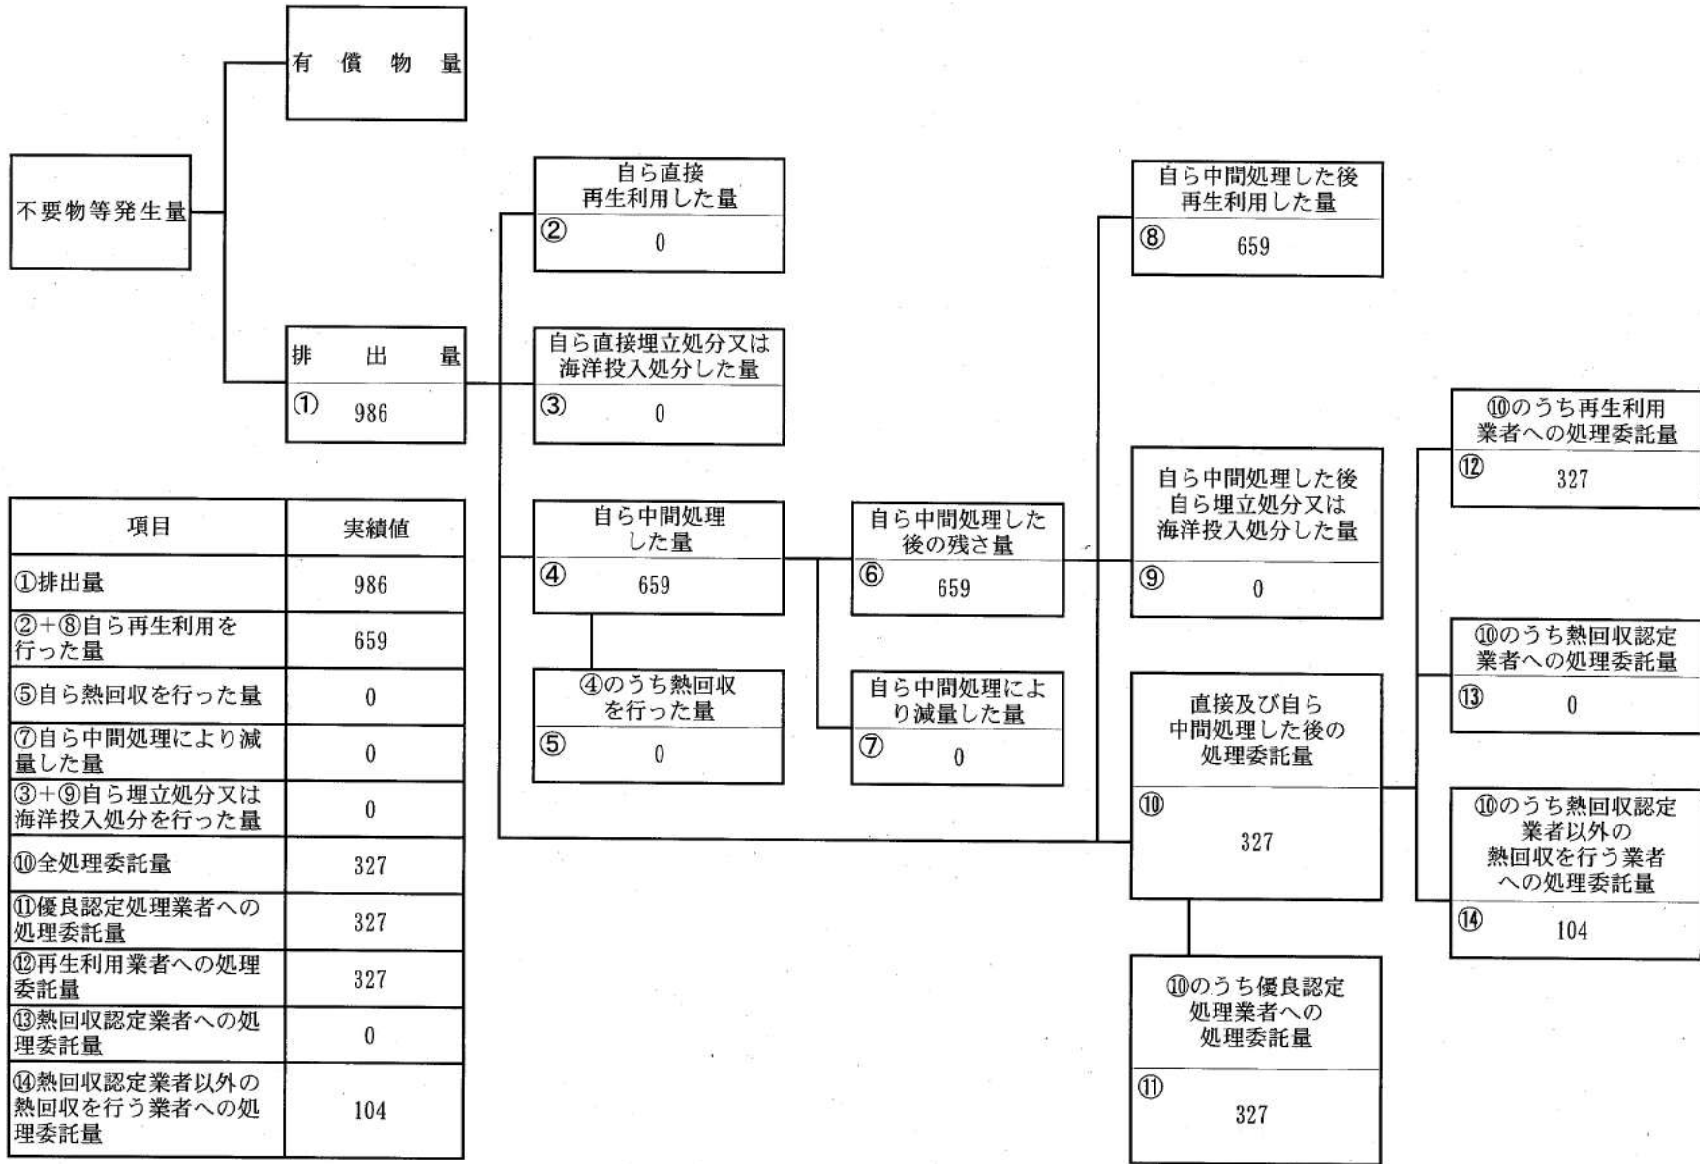 有償物量
不要物等発生量
排出量
① 986
自ら直接
再生利用した量
② 0
自ら直接埋立処分又は
海洋投入処分した量
③ 0
自ら中間処理
した量
④ 659
④のうち熱回収
を行った量
⑤ 0
自ら中間処理した
後の残さ量
⑥ 659
自ら中間処理によ
り減量した量
⑦ 0
自ら中間処理した後
再生利用した量
⑧ 659
自ら中間処理した後
自ら埋立処分又は
海洋投入処分した量
⑨ 0
直接及び自ら
中間処理した後の
処理委託量
⑩
327
⑩のうち優良認定
処理業者への
処理委託量
⑪
327
⑩のうち再生利用
業者への処理委託量
⑫ 327
⑩のうち熱回収認定
業者への処理委託量
⑬ 0
⑩のうち熱回収認定
業者以外の
熱回収を行う業者
への処理委託量
⑭ 104
項目 実績値
①排出量 986
②+⑧自ら再生利用を
行った量 659
⑤自ら熱回収を行った量 0
⑦自ら中間処理により減
量した量 0
③+⑨自ら埋立処分又は
海洋投入処分を行った量 0
⑩全処理委託量 327
⑪優良認定処理業者への
処理委託量 327
⑫再生利用業者への処理
委託量 327
⑬熱回収認定業者への処
理委託量 0
⑭熱回収認定業者以外の
熱回収を行う業者への処
理委託量 104